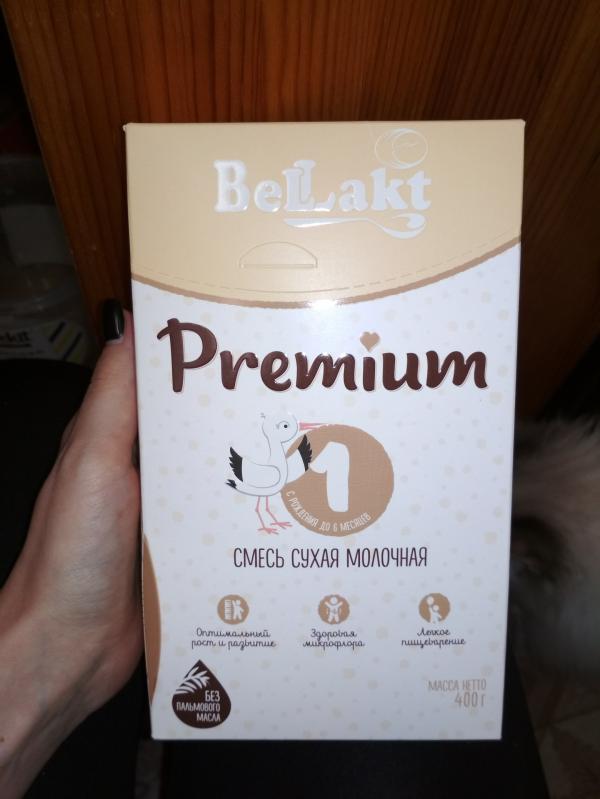 BeLLakt
Premium
1
С РОЖДЕНИЯ ДО 6 МЕСЯЦЕВ
СМЕСЬ СУХАЯ МОЛОЧНАЯ
Оптимальный
рост и развитие
Здоровая
микрофлора
Легкое
пищеварение
БЕЗ
ПАЛЬМОВОГО
МАСЛА
МАССА НЕТТО
400 г